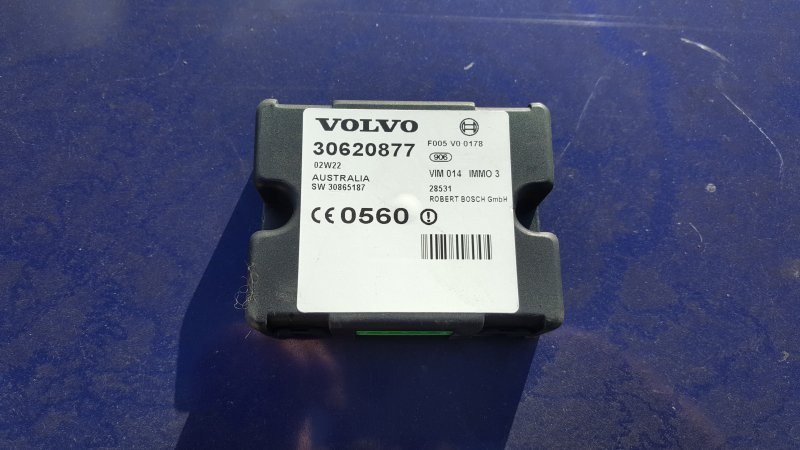 VOLVO
F005 V0 0178
30620877
906
02W22
VIM 014 IMMO 3
AUSTRALIA
28531
SW 30865187
ROBERT BOSCH GmbH
CE 0560